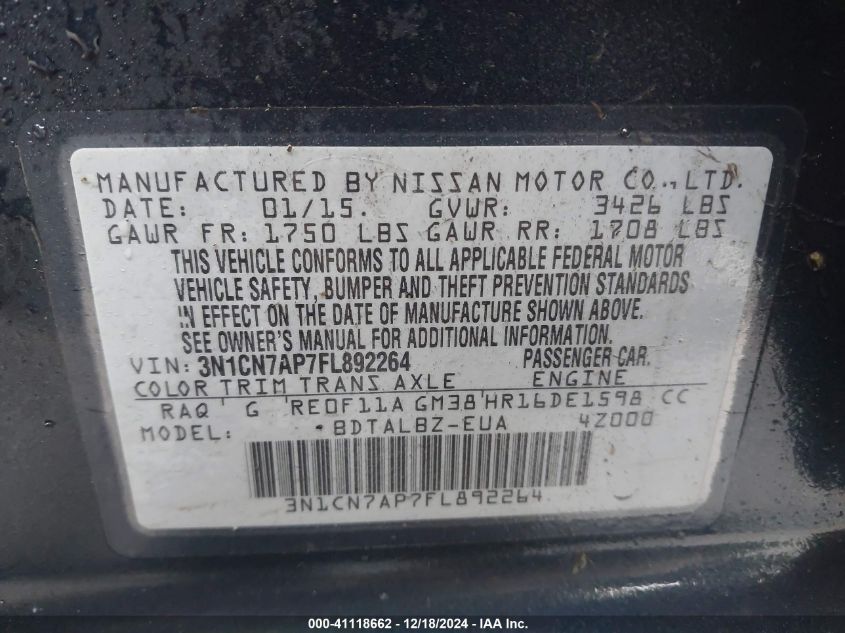 MANUFACTURED BY NISSAN MOTOR CO., LTD.
DATE: 01/15. GVWR: 3426 LBS
GAWR FR: 1750 LBS GAWR RR: 1708 LBS
THIS VEHICLE CONFORMS TO ALL APPLICABLE FEDERAL MOTOR
VEHICLE SAFETY, BUMPER AND THEFT PREVENTION STANDARDS
IN EFFECT ON THE DATE OF MANUFACTURE SHOWN ABOVE.
SEE OWNER'S MANUAL FOR ADDITIONAL INFORMATION.
VIN: 3N1CN7AP7FL892264 PASSENGER CAR.
COLOR TRIM TRANS AXLE ENGINE
RAQ G RE0F11A GM38 HR16DE1598 CC
MODEL: BDTALBZ-EUA 4Z000
3N1CN7AP7FL892264
000-41118662 - 12/18/2024 - IAA Inc.